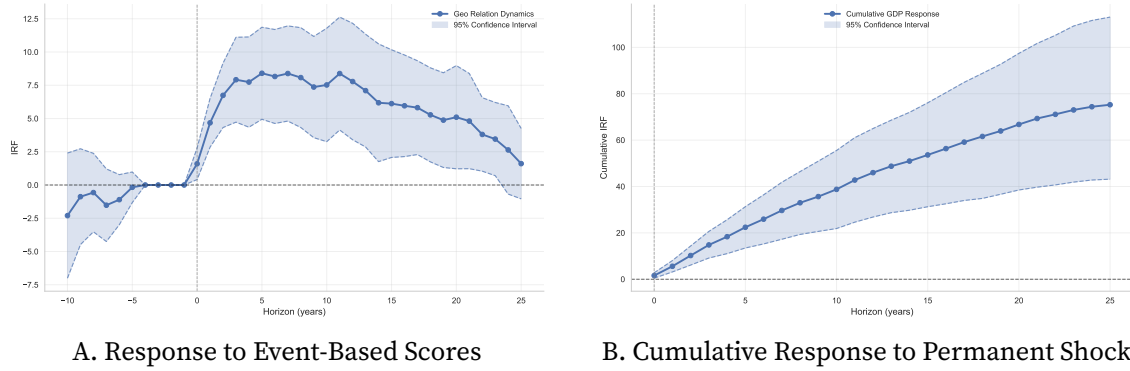 12.5
10.0
7.5
5.0
2.5
0.0
−2.5
−5.0
−7.5
IRF
Geo Relation Dynamics
95% Confidence Interval
−10
−5
0
5
10
15
20
25
Horizon (years)
A. Response to Event-Based Scores
100
80
60
40
20
0
Cumulative IRF
Cumulative GDP Response
95% Confidence Interval
0
5
10
15
20
25
Horizon (years)
B. Cumulative Response to Permanent Shock